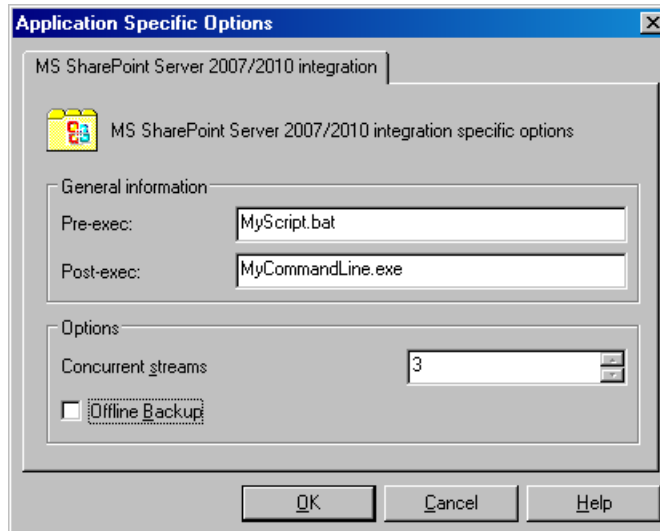 Application Specific Options
MS SharePoint Server 2007/2010 integration
MS SharePoint Server 2007/2010 integration specific options
General information
Pre-exec: MyScript.bat
Post-exec: MyCommandLine.exe
Options
Concurrent streams 3
Offline Backup
OK Cancel Help